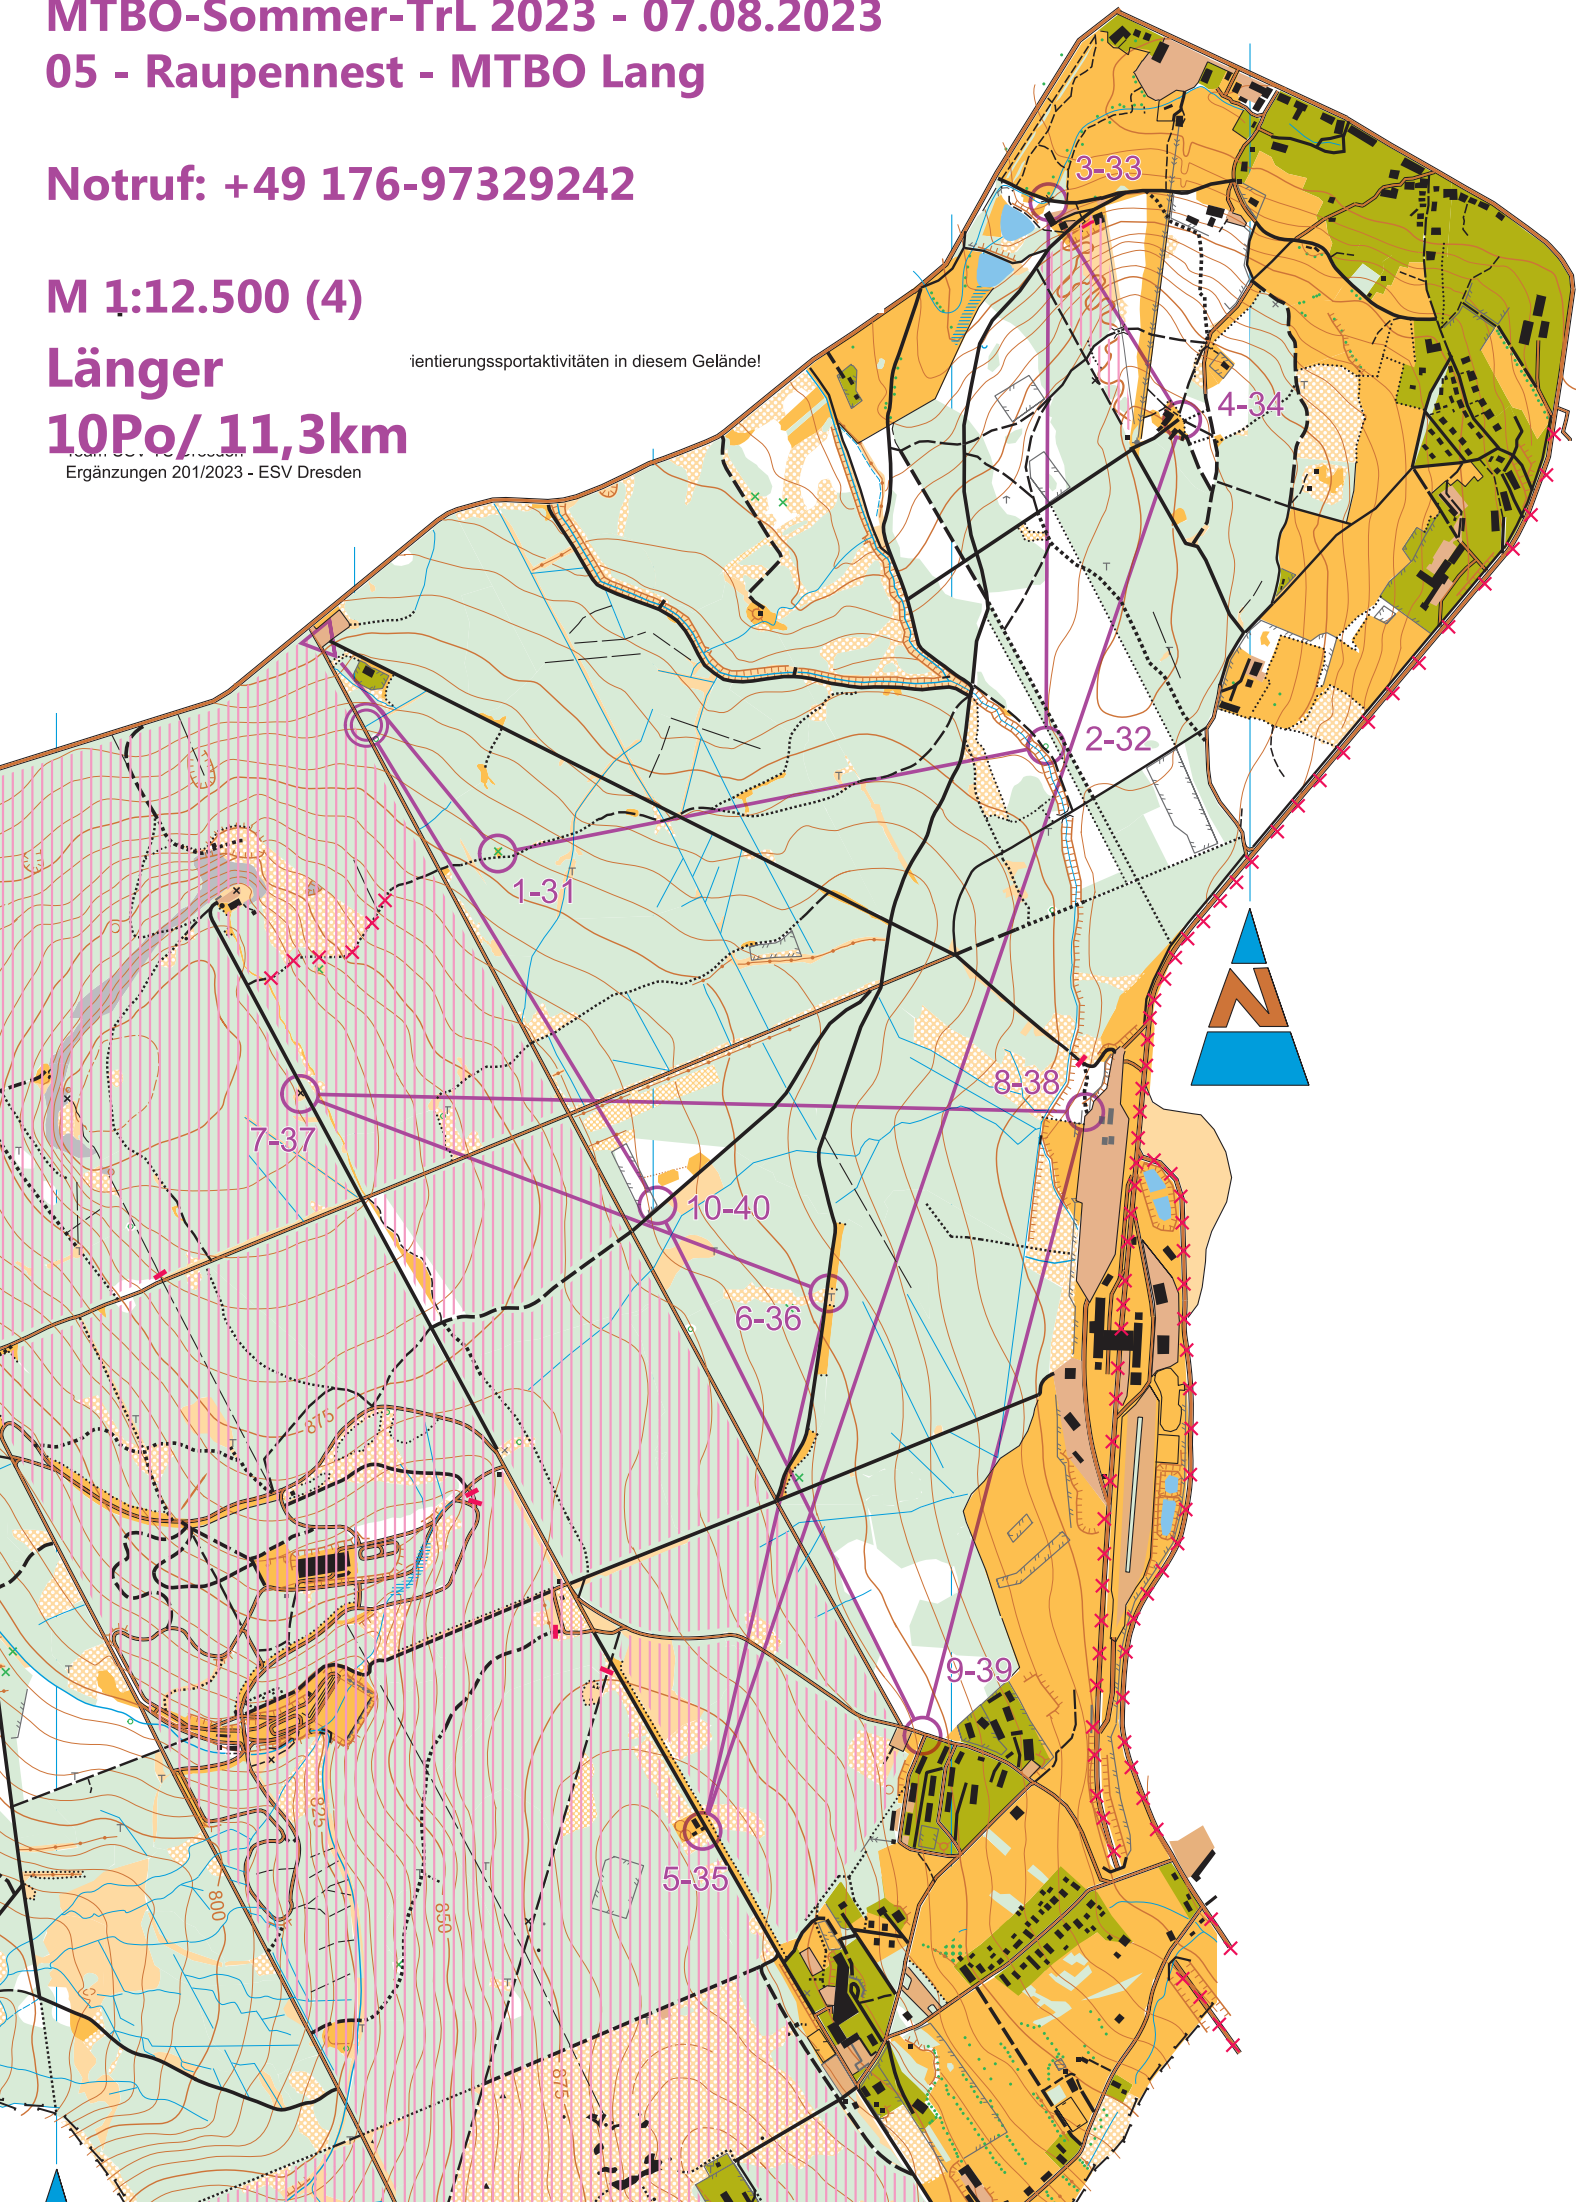 MTBO-Sommer-TrL 2023 - 07.08.2023
05 - Raupennest - MTBO Lang
Notruf: +49 176-97329242
M 1:12.500 (4)
Länger
ientierungssportaktivitäten in diesem Gelände!
10Po/ 11,3km
Ergänzungen 201/2023 - ESV Dresden
3-33
4-34
2-32
1-31
8-38
7-37
10-40
6-36
875
9-39
825
5-35
800
850
875